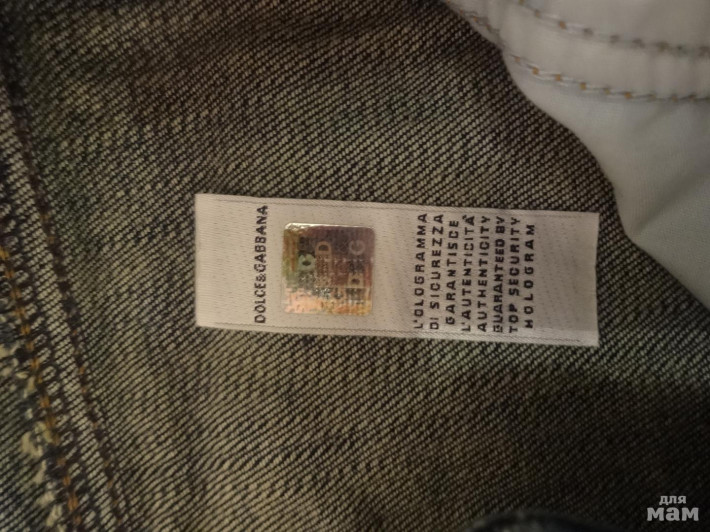 DOLCE&GABBANA
L'OLOGRAMMA
DI SICUREZZA
GARANTISCE
L'AUTENTICITÀ
AUTHENTICITY
GUARANTEED BY
TOP SECURITY
HOLOGRAM
для
мам